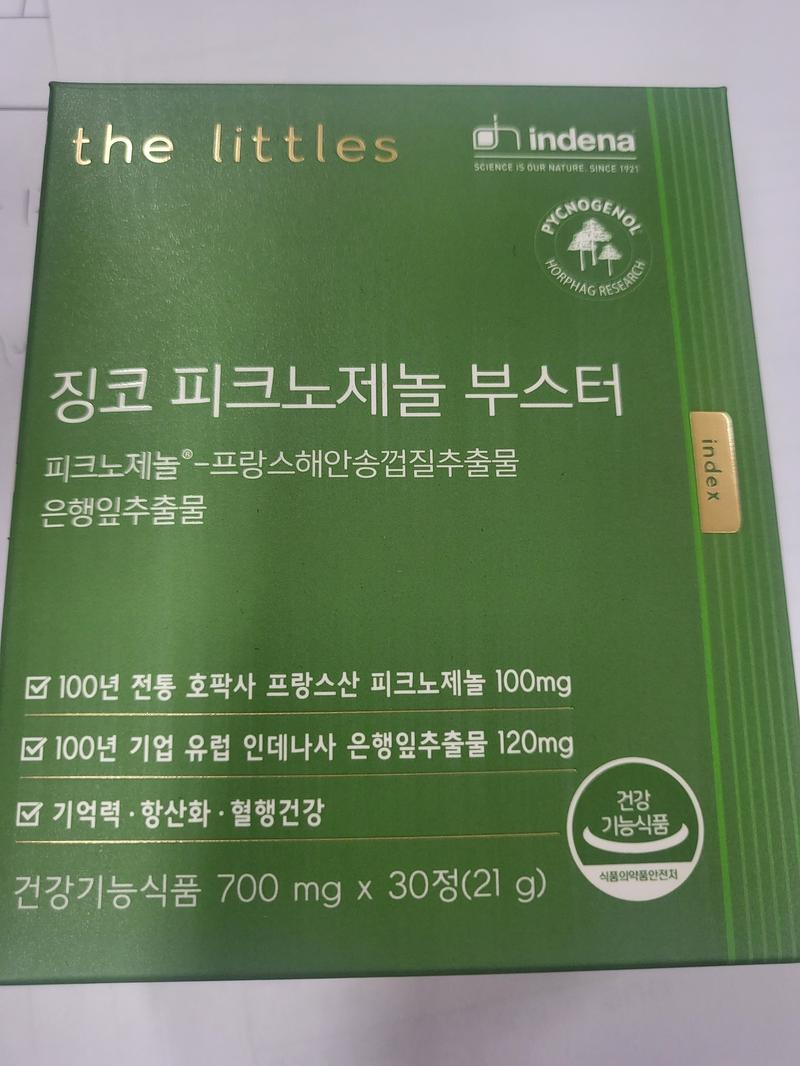 the littles
indena
SCIENCE IS OUR NATURE. SINCE 1921
PYCNOGENOL
HORPHAG RESEARCH
징코 피크노제놀 부스터
피크노제놀®-프랑스해안송껍질추출물
은행잎추출물
index
100년 전통 호팍사 프랑스산 피크노제놀 100mg
100년 기업 유럽 인데나사 은행잎추출물 120mg
기억력·항산화·혈행건강
건강
기능식품
식품의약품안전처
건강기능식품 700 mg x 30정(21 g)